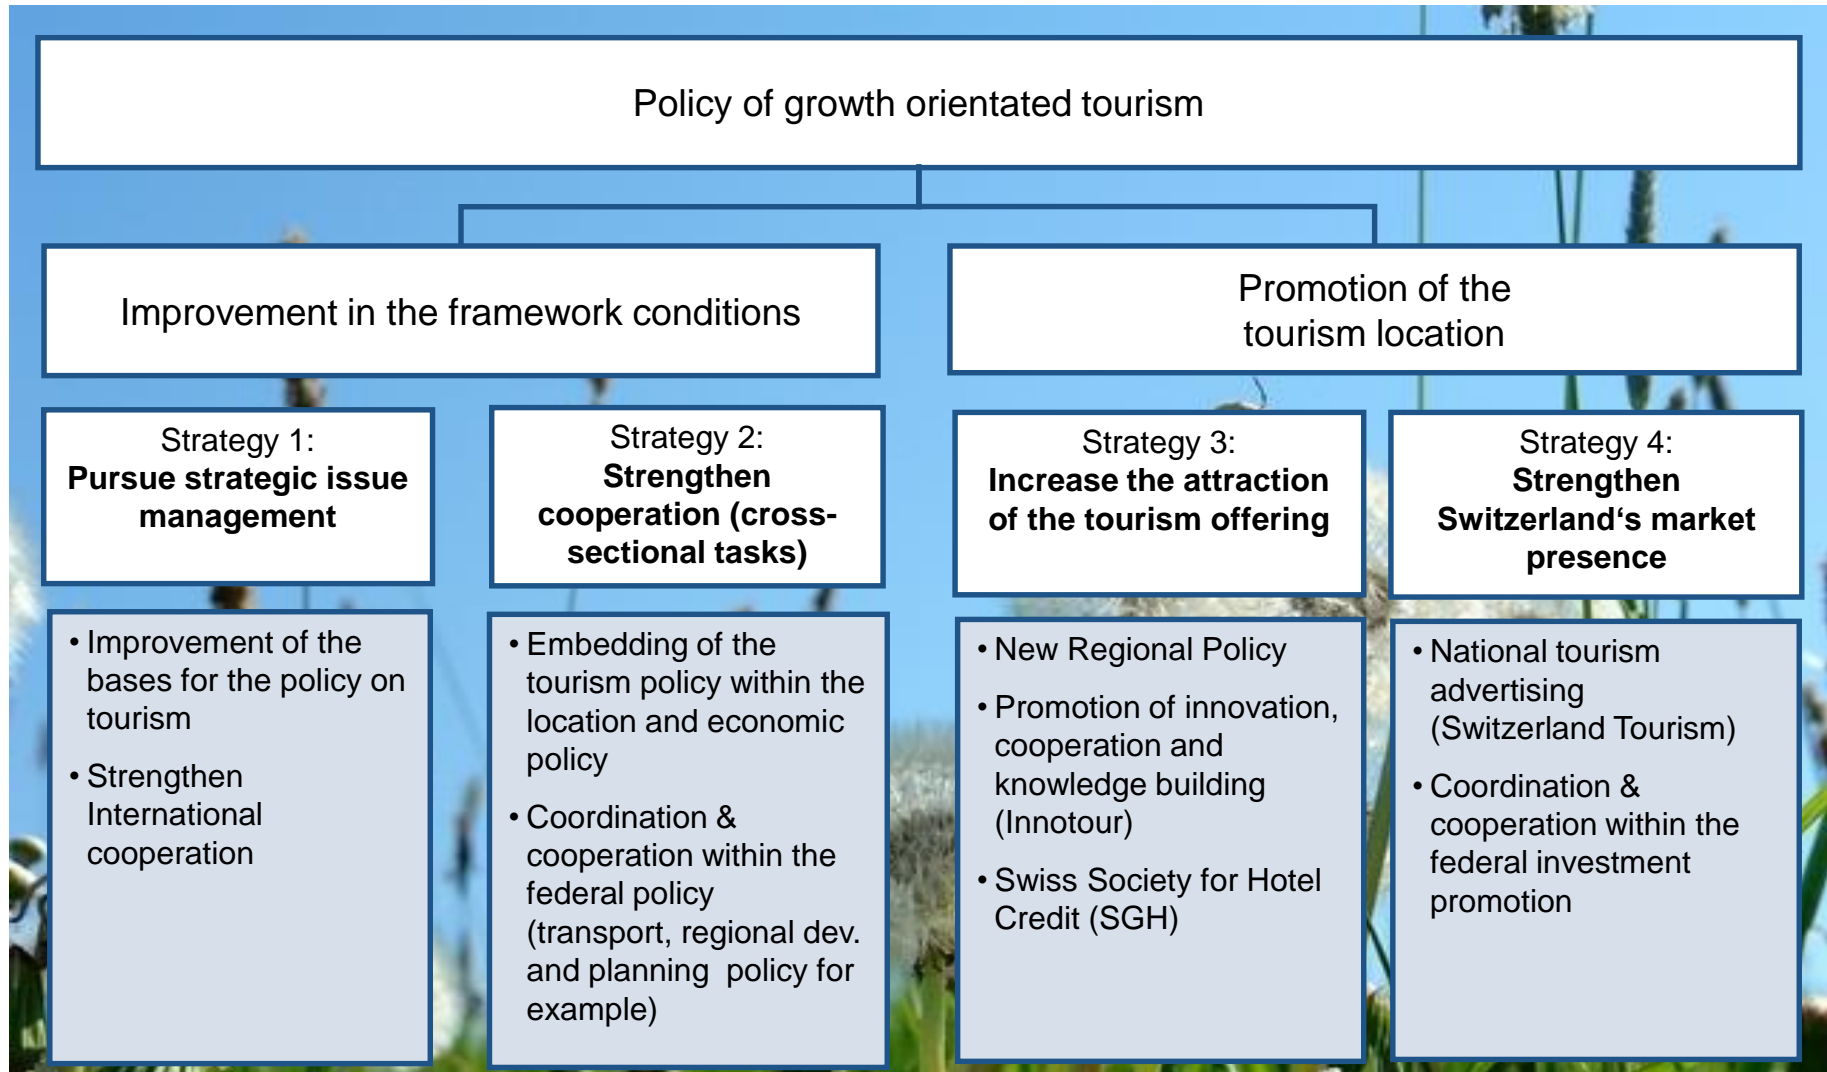 Policy of growth orientated tourism
Improvement in the framework conditions
Promotion of the
tourism location
Strategy 1:
Pursue strategic issue
management
Strategy 2:
Strengthen
cooperation (cross-
sectional tasks)
Strategy 3:
Increase the attraction
of the tourism offering
Strategy 4:
Strengthen
Switzerland‘s market
presence
• Improvement of the
bases for the policy on
tourism
• Strengthen
International
cooperation
• Embedding of the
tourism policy within the
location and economic
policy
• Coordination &
cooperation within the
federal policy
(transport, regional dev.
and planning policy for
example)
• New Regional Policy
• Promotion of innovation,
cooperation and
knowledge building
(Innotour)
• Swiss Society for Hotel
Credit (SGH)
• National tourism
advertising
(Switzerland Tourism)
• Coordination &
cooperation within the
federal investment
promotion